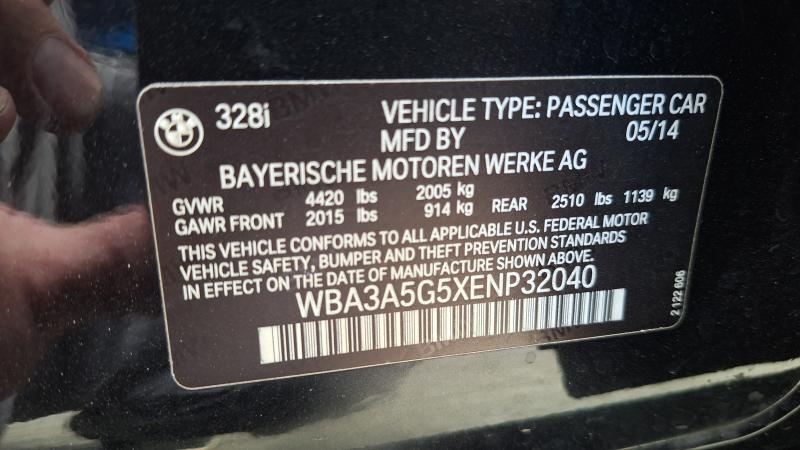 328i VEHICLE TYPE: PASSENGER CAR
MFD BY 05/14
BAYERISCHE MOTOREN WERKE AG
GVWR 4420 lbs 2005 kg
GAWR FRONT 2015 lbs 914 kg REAR 2510 lbs 1139 kg
THIS VEHICLE CONFORMS TO ALL APPLICABLE U.S. FEDERAL MOTOR
VEHICLE SAFETY, BUMPER AND THEFT PREVENTION STANDARDS
IN EFFECT ON THE DATE OF MANUFACTURE SHOWN ABOVE.
WBA3A5G5XENP32040
2 122 606